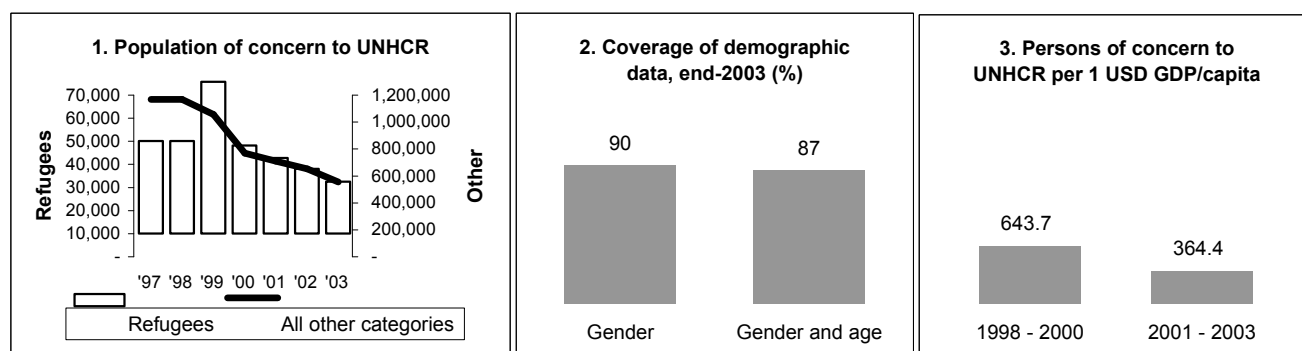 1. Population of concern to UNHCR
70,000
60,000
50,000
40,000
30,000
20,000
10,000
-
Refugees
1,200,000
1,000,000
800,000
600,000
400,000
200,000
-
Other
'97 '98 '99 '00 '01 '02 '03
Refugees All other categories
2. Coverage of demographic
data, end-2003 (%)
90
87
Gender
Gender and age
3. Persons of concern to
UNHCR per 1 USD GDP/capita
643.7
364.4
1998 - 2000
2001 - 2003